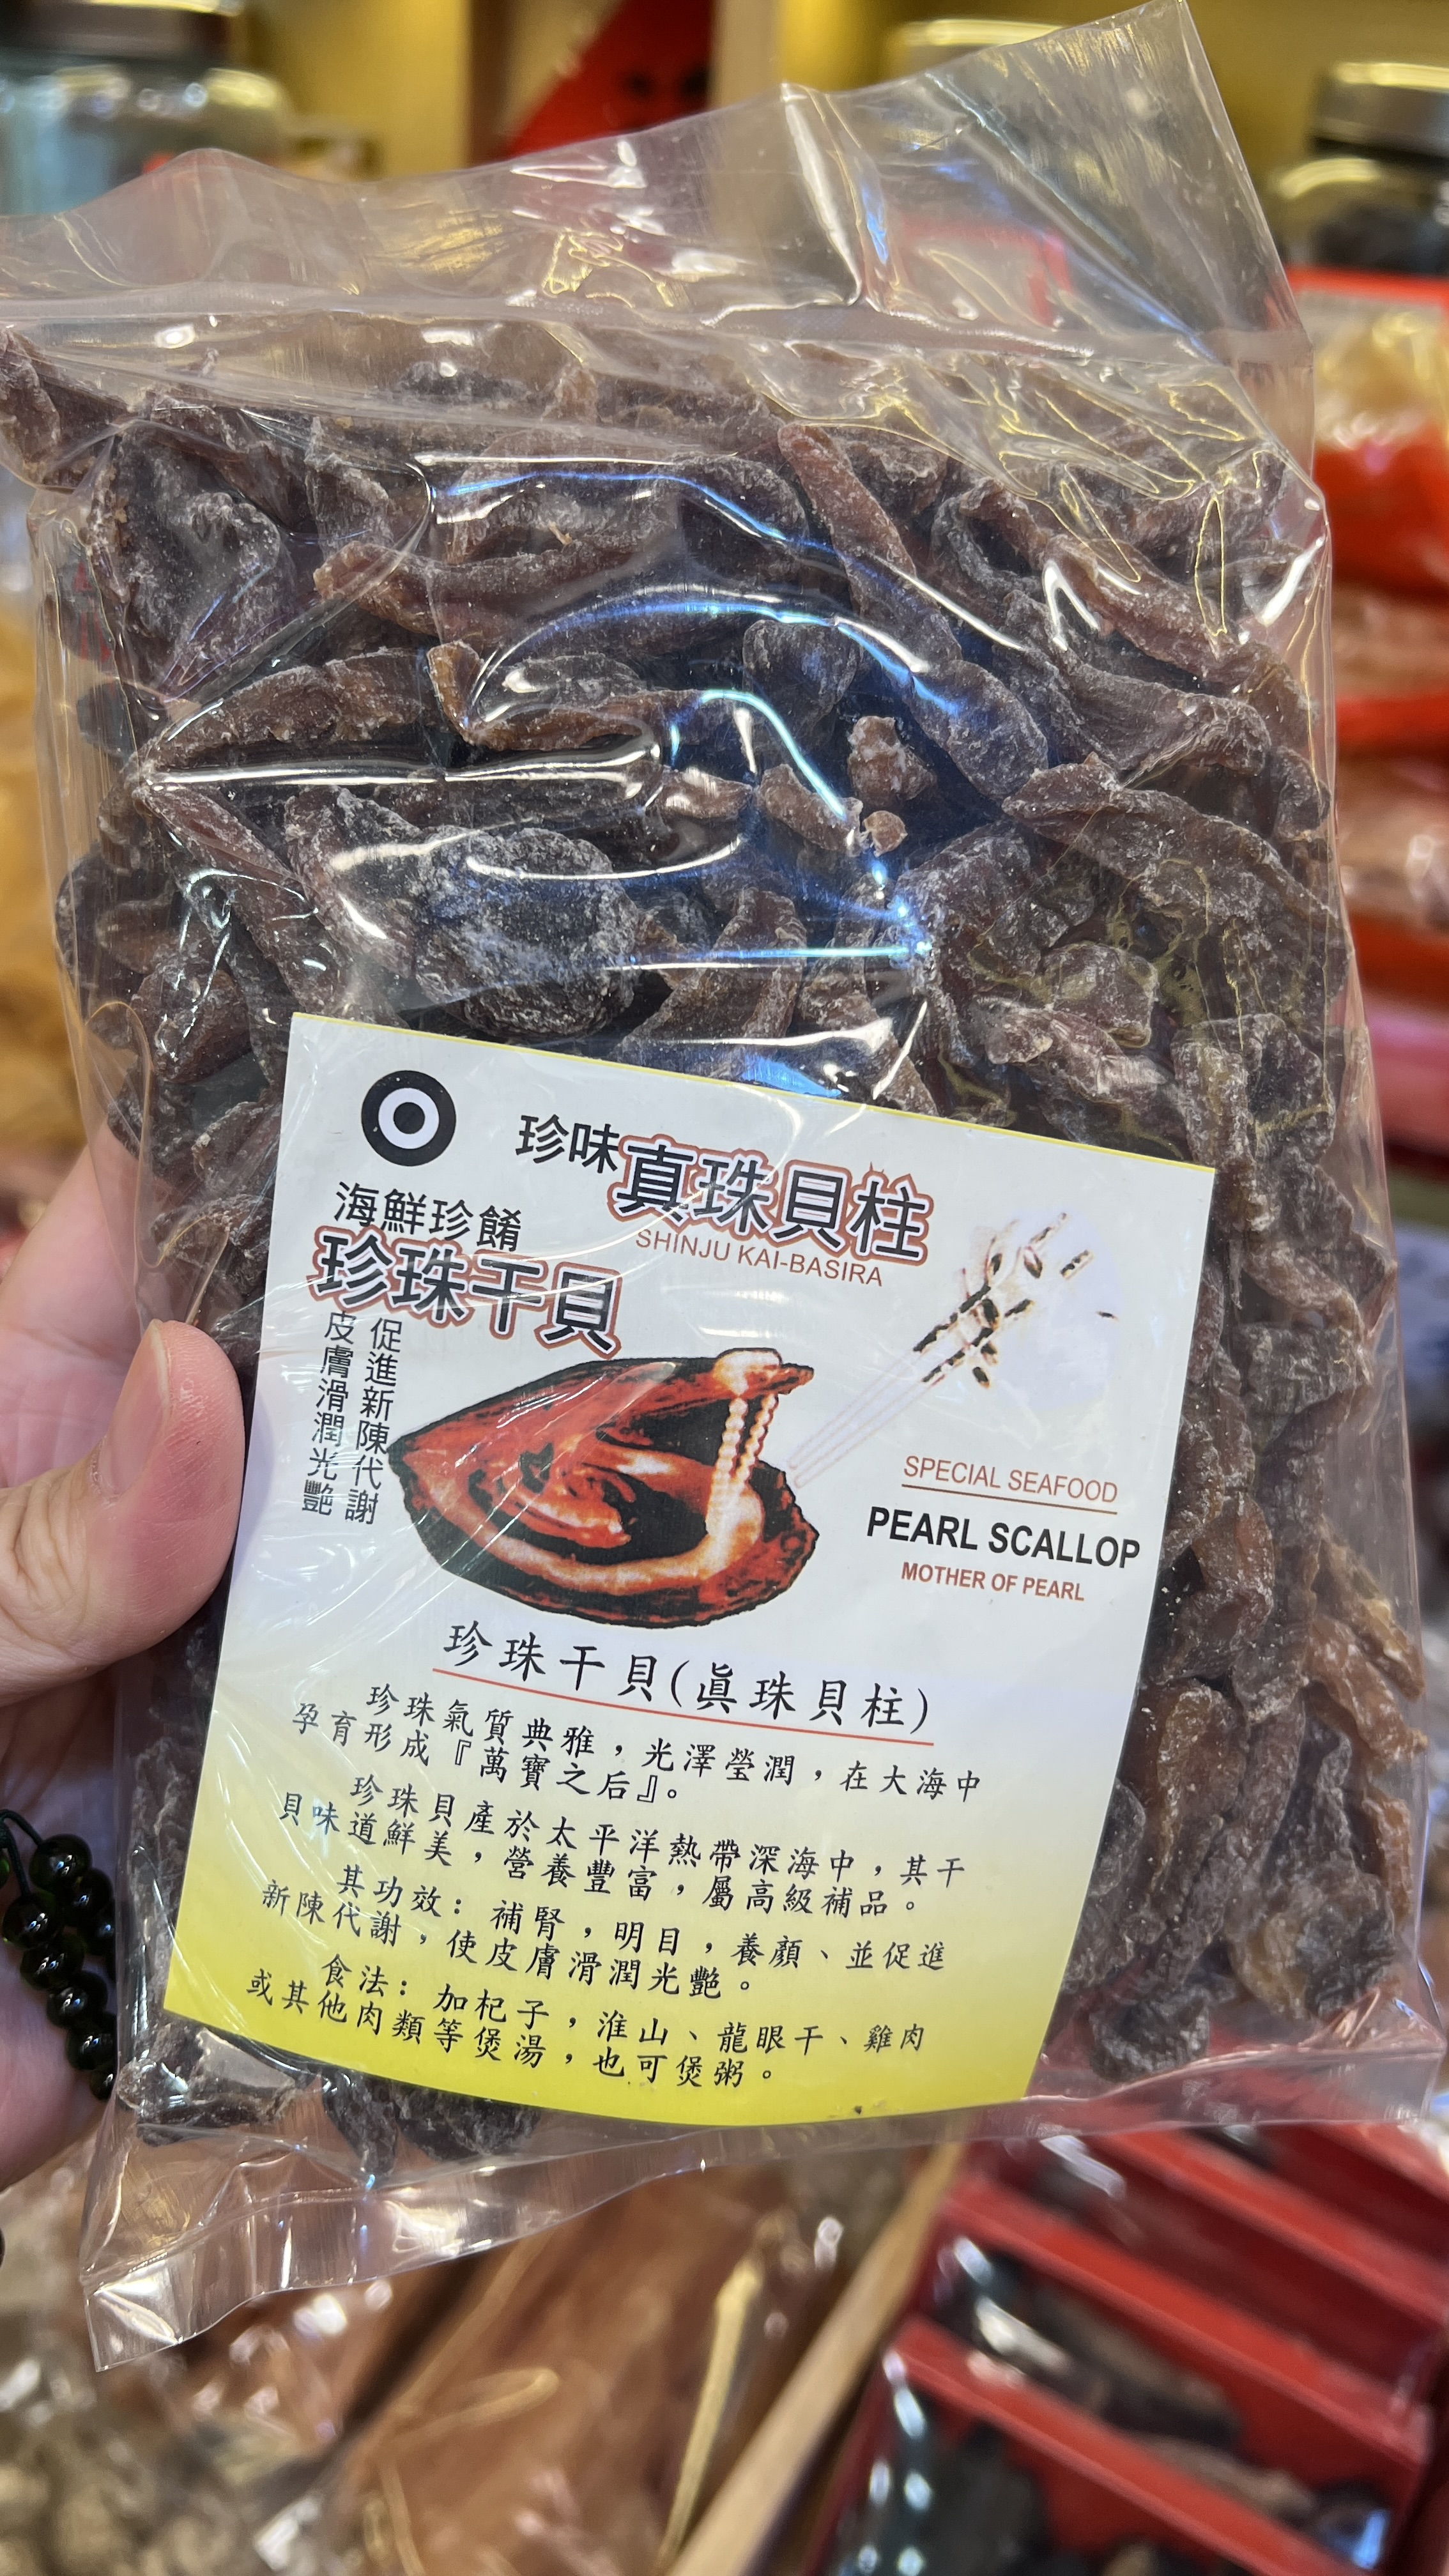 珍味真珠貝柱
SHINJU KAI-BASIRA
海鮮珍餚
珍珠干貝
促進新陳代謝
皮膚滑潤光艷
SPECIAL SEAFOOD
PEARL SCALLOP
MOTHER OF PEARL
珍珠干貝(眞珠貝柱)
珍珠氣質典雅，光澤瑩潤，在大海中
孕育形成『萬寶之后』。
珍珠貝產於太平洋熱帶深海中，其干
貝味道鮮美，營養豐富，屬高級補品。
其功效：補腎，明目，養顏、並促進
新陳代謝，使皮膚滑潤光艷。
食法：加杞子，淮山、龍眼干、雞肉
或其他肉類等煲湯，也可煲粥。